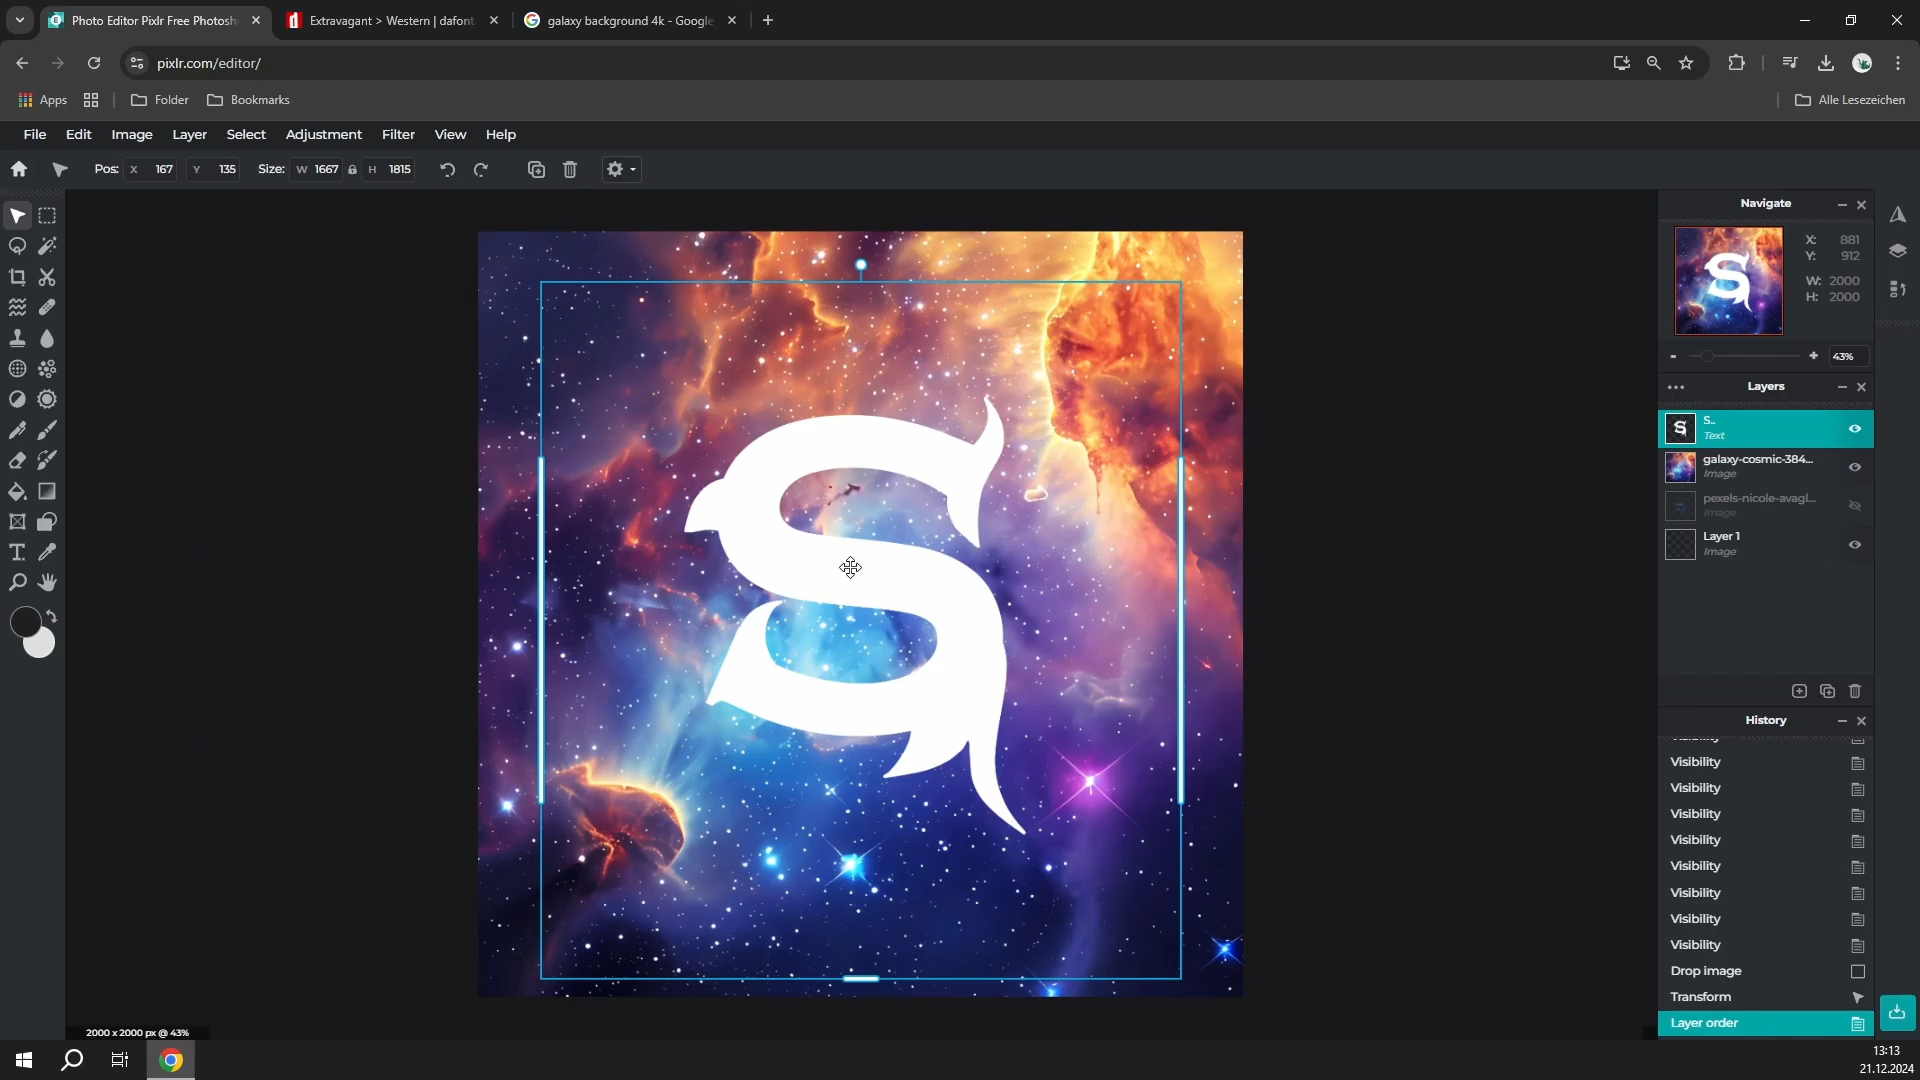 Photo Editor Pixlr Free Photosh
Extravagant > Western | dafont
galaxy background 4k - Google
pixlr.com/editor/
Apps
Folder
Bookmarks
Alle Lesezeichen
File Edit Image Layer Select Adjustment Filter View Help
Pos: X 167 Y 135 Size: W 1667 H 1815
Navigate
X: 881
Y: 912
W: 2000
H: 2000
43%
Layers
S..
Text
galaxy-cosmic-384...
Image
pexels-nicole-avagl...
Image
Layer 1
Image
History
Visibility
Visibility
Visibility
Visibility
Visibility
Visibility
Visibility
Visibility
Visibility
Drop image
Transform
Layer order
S
2000 x 2000 px @ 43%
13:13
21.12.2024